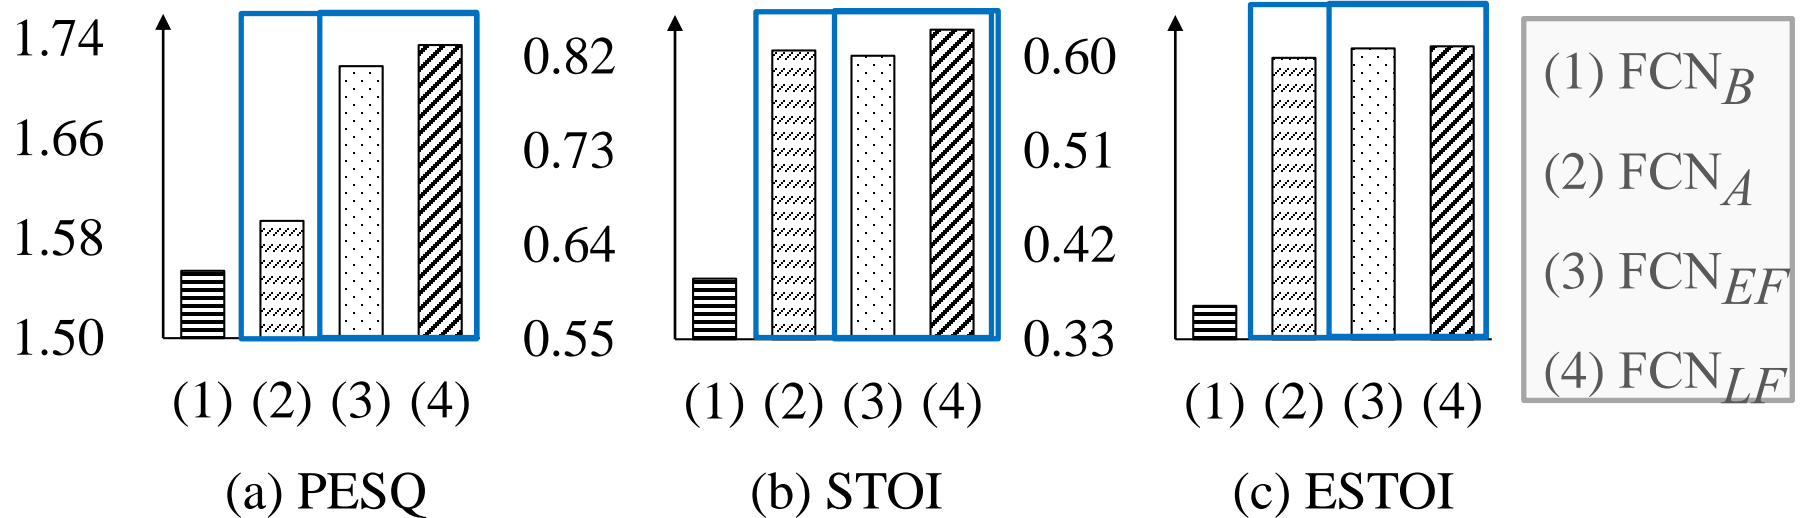 1.74
1.66
1.58
1.50
(1) (2) (3) (4)
(a) PESQ
0.82
0.73
0.64
0.55
(1) (2) (3) (4)
(b) STOI
0.60
0.51
0.42
0.33
(1) (2) (3) (4)
(c) ESTOI
(1) FCN_B
(2) FCN_A
(3) FCN_EF
(4) FCN_LF